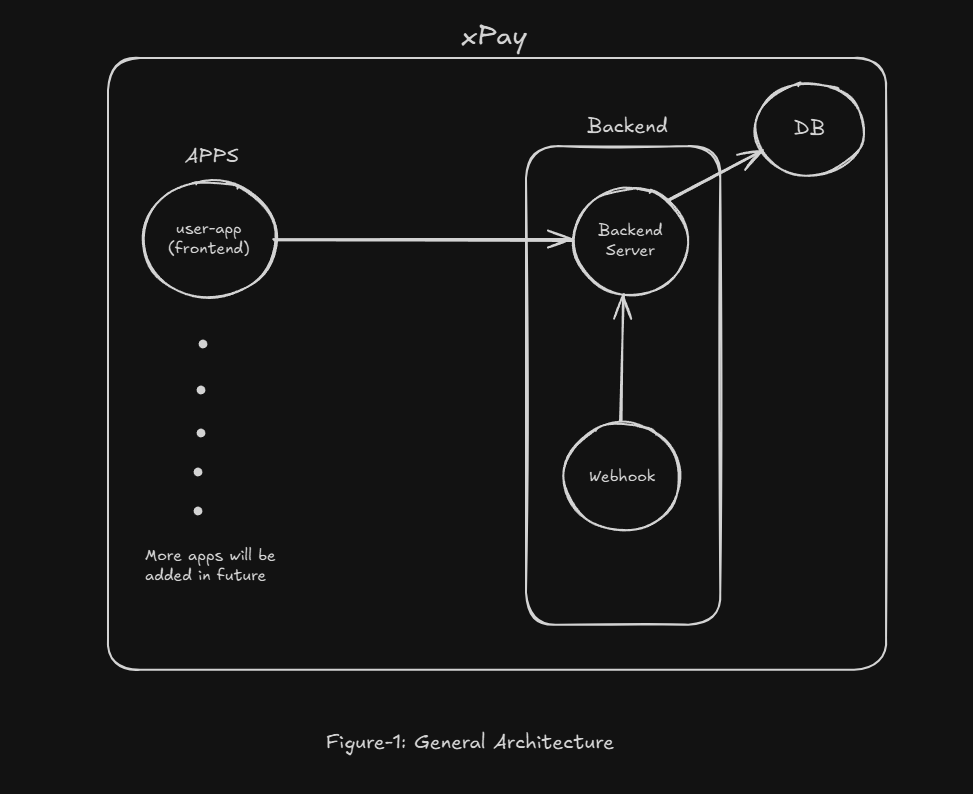 xPay
Backend
DB
APPS
user-app
(frontend)
Backend
Server
Webhook
More apps will be
added in future
Figure-1: General Architecture